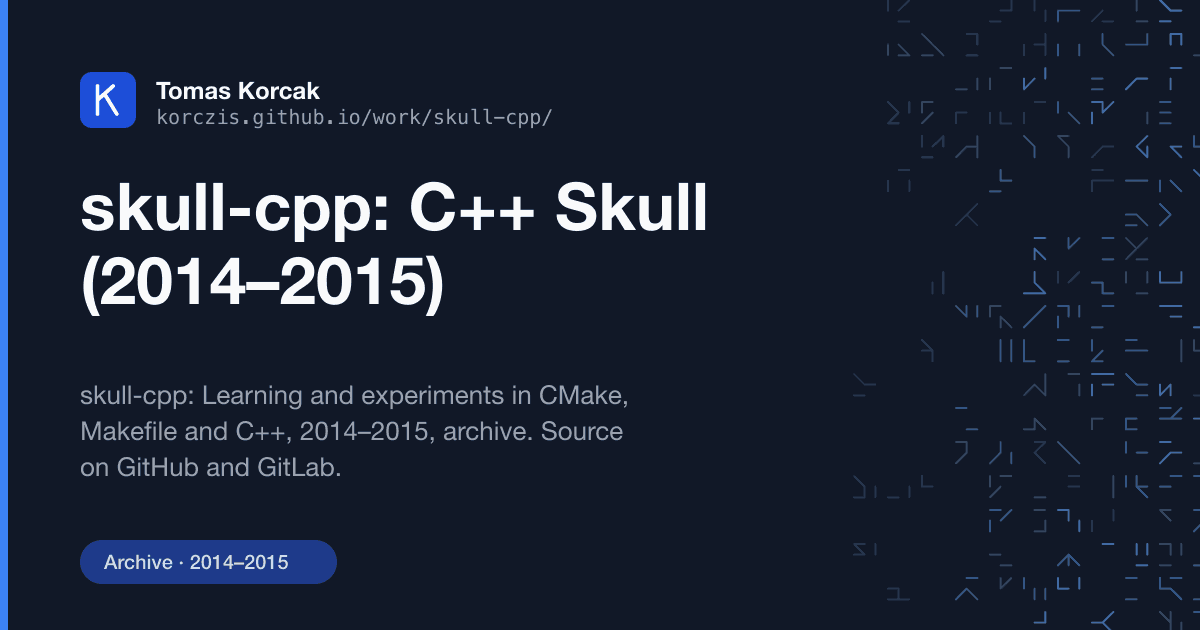 K
Tomas Korcak
korczis.github.io/work/skull-cpp/
skull-cpp: C++ Skull
(2014–2015)
skull-cpp: Learning and experiments in CMake,
Makefile and C++, 2014–2015, archive. Source
on GitHub and GitLab.
Archive · 2014–2015